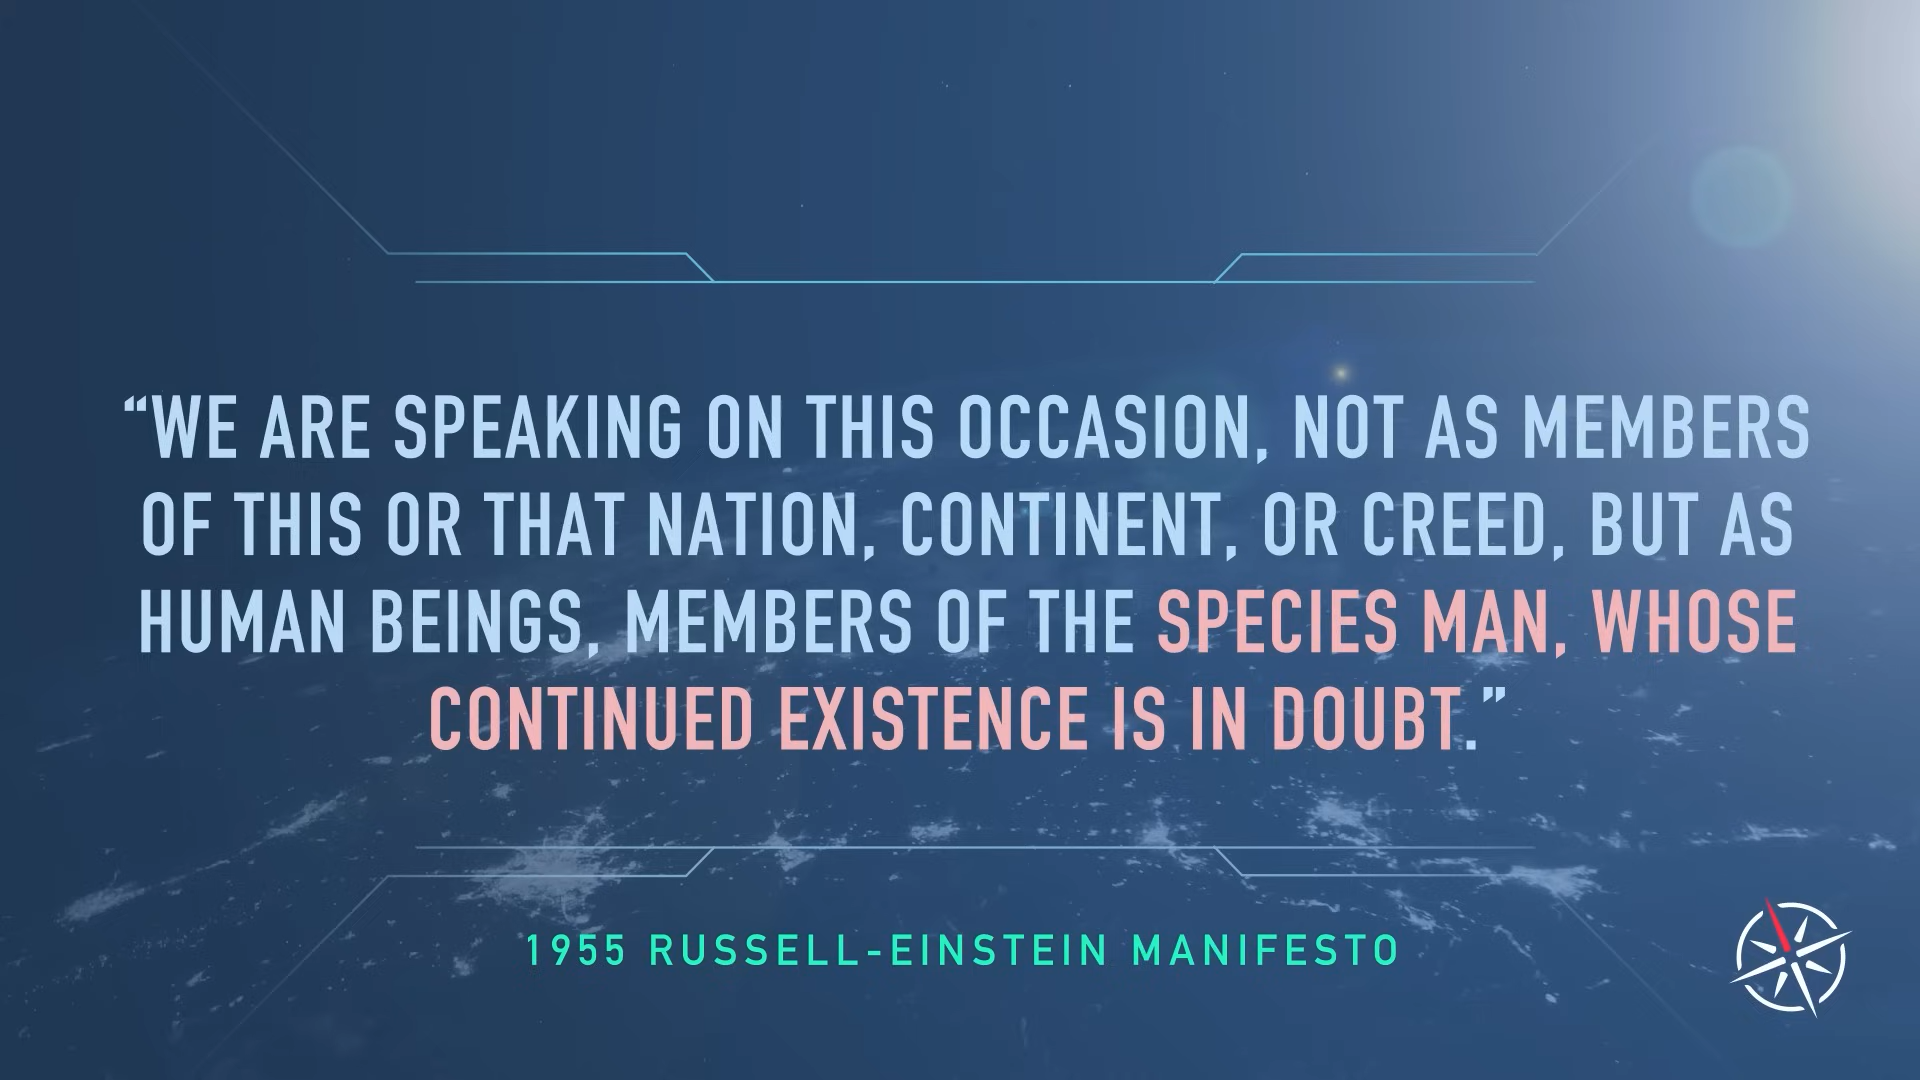 “WE ARE SPEAKING ON THIS OCCASION, NOT AS MEMBERS
OF THIS OR THAT NATION, CONTINENT, OR CREED, BUT AS
HUMAN BEINGS, MEMBERS OF THE SPECIES MAN, WHOSE
CONTINUED EXISTENCE IS IN DOUBT.”
1955 RUSSELL-EINSTEIN MANIFESTO